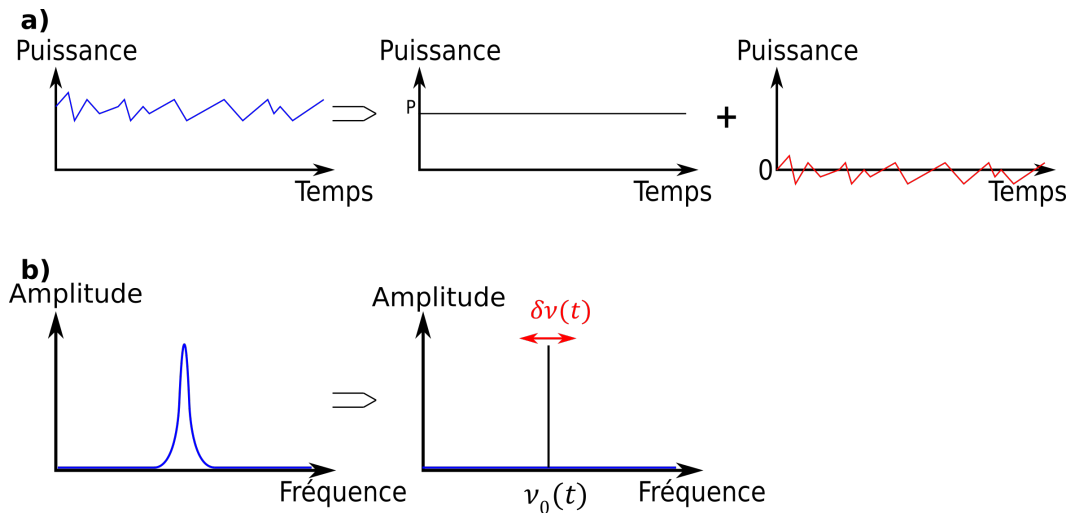 a)
Puissance Puissance Puissance
P
+
0
Temps Temps Temps
b)
Amplitude Amplitude
δν(t)
Fréquence ν₀(t) Fréquence